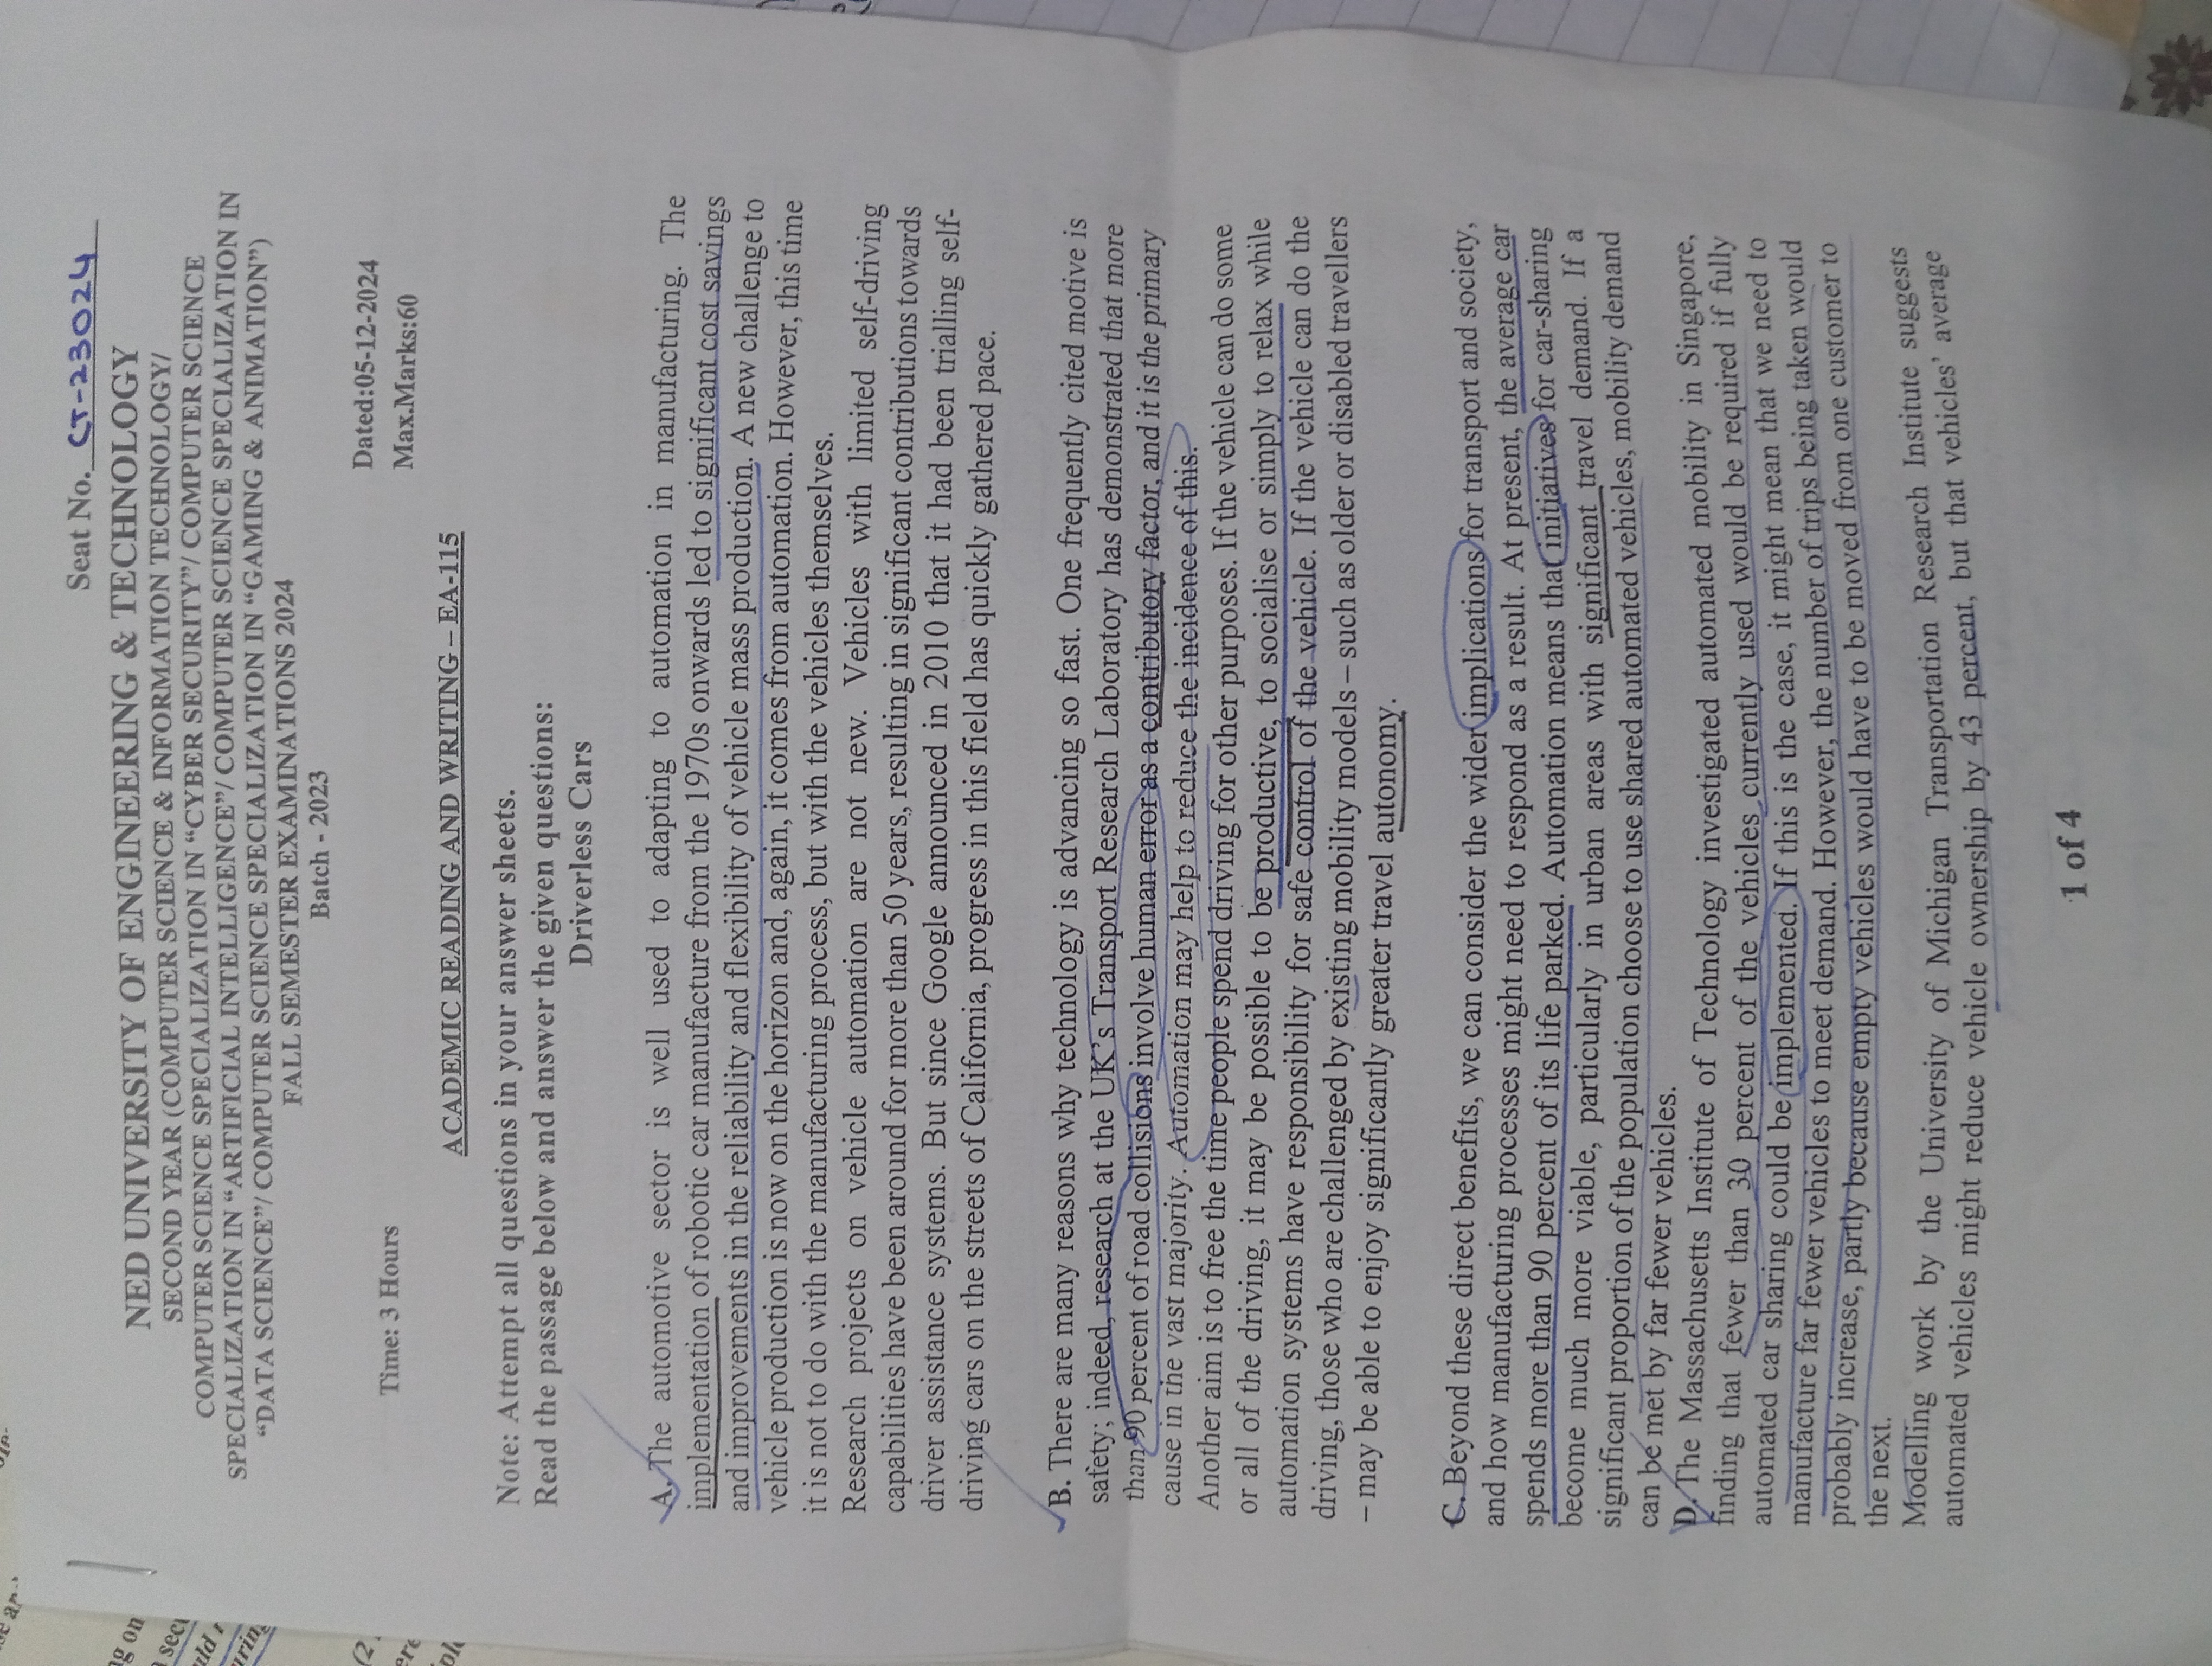 Seat No. CT-23024
NED UNIVERSITY OF ENGINEERING & TECHNOLOGY
SECOND YEAR (COMPUTER SCIENCE & INFORMATION TECHNOLOGY/
COMPUTER SCIENCE SPECIALIZATION IN “CYBER SECURITY”/ COMPUTER SCIENCE
SPECIALIZATION IN “ARTIFICIAL INTELLIGENCE”/ COMPUTER SCIENCE SPECIALIZATION IN
“DATA SCIENCE”/ COMPUTER SCIENCE SPECIALIZATION IN “GAMING & ANIMATION”)
FALL SEMESTER EXAMINATIONS 2024
Batch - 2023
Dated:05-12-2024
Time: 3 Hours
Max.Marks:60
ACADEMIC READING AND WRITING – EA-115
Note: Attempt all questions in your answer sheets.
Read the passage below and answer the given questions:
Driverless Cars
A. The automotive sector is well used to adapting to automation in manufacturing. The
implementation of robotic car manufacture from the 1970s onwards led to significant cost savings
and improvements in the reliability and flexibility of vehicle mass production. A new challenge to
vehicle production is now on the horizon and, again, it comes from automation. However, this time
it is not to do with the manufacturing process, but with the vehicles themselves.
Research projects on vehicle automation are not new. Vehicles with limited self-driving
capabilities have been around for more than 50 years, resulting in significant contributions towards
driver assistance systems. But since Google announced in 2010 that it had been trialling self-
driving cars on the streets of California, progress in this field has quickly gathered pace.
B. There are many reasons why technology is advancing so fast. One frequently cited motive is
safety; indeed, research at the UK’s Transport Research Laboratory has demonstrated that more
than 90 percent of road collisions involve human error as a contributory factor, and it is the primary
cause in the vast majority. Automation may help to reduce the incidence of this.
Another aim is to free the time people spend driving for other purposes. If the vehicle can do some
or all of the driving, it may be possible to be productive, to socialise or simply to relax while
automation systems have responsibility for safe control of the vehicle. If the vehicle can do the
driving, those who are challenged by existing mobility models – such as older or disabled travellers
– may be able to enjoy significantly greater travel autonomy.
C. Beyond these direct benefits, we can consider the wider implications for transport and society,
and how manufacturing processes might need to respond as a result. At present, the average car
spends more than 90 percent of its life parked. Automation means that initiatives for car-sharing
become much more viable, particularly in urban areas with significant travel demand. If a
significant proportion of the population choose to use shared automated vehicles, mobility demand
can be met by far fewer vehicles.
D. The Massachusetts Institute of Technology investigated automated mobility in Singapore,
finding that fewer than 30 percent of the vehicles currently used would be required if fully
automated car sharing could be implemented. If this is the case, it might mean that we need to
manufacture far fewer vehicles to meet demand. However, the number of trips being taken would
probably increase, partly because empty vehicles would have to be moved from one customer to
the next.
Modelling work by the University of Michigan Transportation Research Institute suggests
automated vehicles might reduce vehicle ownership by 43 percent, but that vehicles’ average
1 of 4